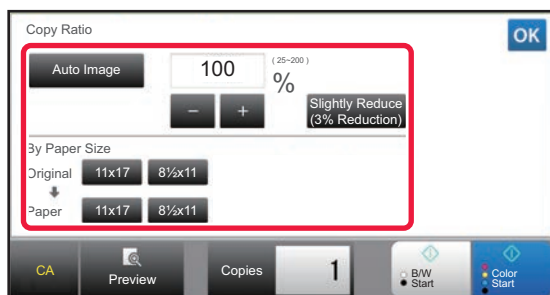 Copy Ratio
OK
Auto Image
100
(25~200)
%
− +
Slightly Reduce
(3% Reduction)
By Paper Size
Original 11x17 8½x11
Paper 11x17 8½x11
CA
Preview
Copies 1
B/W
Start
Color
Start